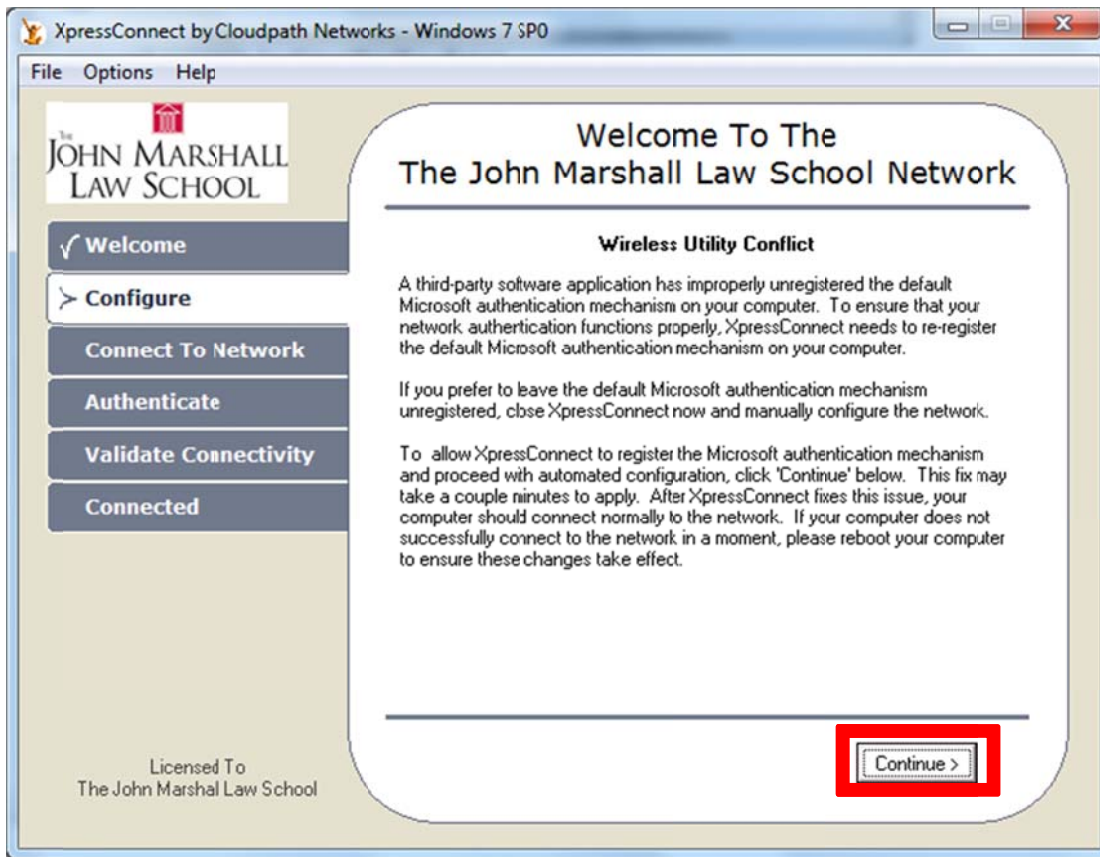 XpressConnect by Cloudpath Networks - Windows 7 SP0
X
File Options Help
THE
JOHN MARSHALL
LAW SCHOOL
Welcome
Configure
Connect To Network
Authenticate
Validate Connectivity
Connected
Licensed To
The John Marshal Law School
Welcome To The
The John Marshall Law School Network
Wireless Utility Conflict
A third-party software application has improperly unregistered the default
Microsoft authentication mechanism on your computer. To ensure that your
network authentication functions properly, XpressConnect needs to re-register
the default Microsoft authentication mechanism on your computer.
If you prefer to leave the default Microsoft authentication mechanism
unregistered, close XpressConnect now and manually configure the network.
To allow XpressConnect to register the Microsoft authentication mechanism
and proceed with automated configuration, click 'Continue' below. This fix may
take a couple minutes to apply. After XpressConnect fixes this issue, your
computer should connect normally to the network. If your computer does not
successfully connect to the network in a moment, please reboot your computer
to ensure these changes take effect.
Continue >